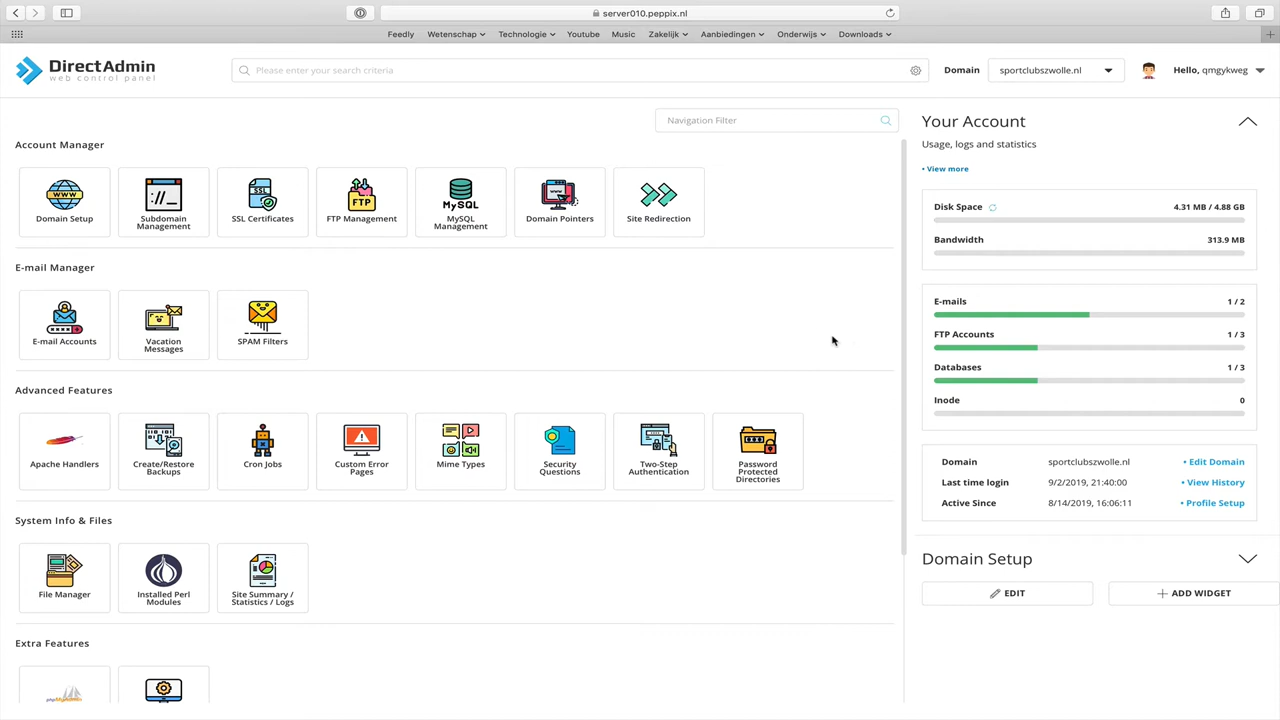 server010.peppix.nl
Feedly Wetenschap Technologie Youtube Music Zakelijk Aanbiedingen Onderwijs Downloads
DirectAdmin
web control panel
Please enter your search criteria
Domain
sportclubszwolle.nl
Hello, qmgykweg
Navigation Filter
Account Manager
Domain Setup
Subdomain
Management
SSL Certificates
FTP Management
MySQL
Management
Domain Pointers
Site Redirection
E-mail Manager
E-mail Accounts
Vacation
Messages
SPAM Filters
Advanced Features
Apache Handlers
Create/Restore
Backups
Cron Jobs
Custom Error
Pages
Mime Types
Security
Questions
Two-Step
Authentication
Password
Protected
Directories
System Info & Files
File Manager
Installed Perl
Modules
Site Summary /
Statistics / Logs
Extra Features
Your Account
Usage, logs and statistics
• View more
Disk Space 4.31 MB / 4.88 GB
Bandwidth 313.9 MB
E-mails 1 / 2
FTP Accounts 1 / 3
Databases 1 / 3
Inode 0
Domain sportclubszwolle.nl • Edit Domain
Last time login 9/2/2019, 21:40:00 • View History
Active Since 8/14/2019, 16:06:11 • Profile Setup
Domain Setup
EDIT
ADD WIDGET